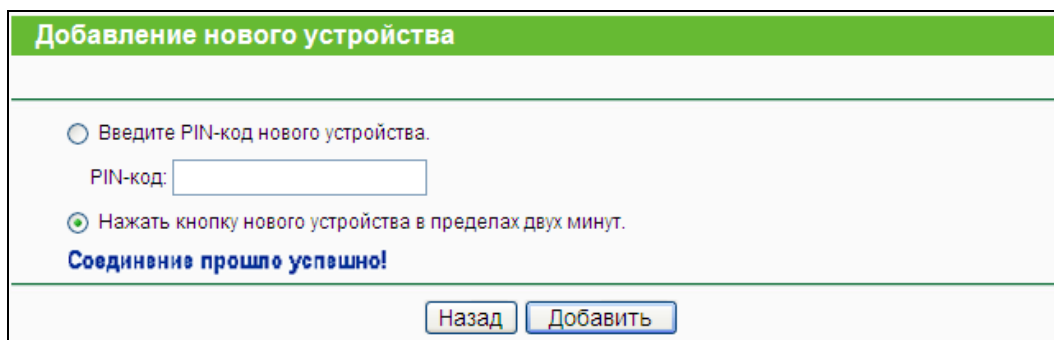 Добавление нового устройства
Введите PIN-код нового устройства.
PIN-код:
Нажать кнопку нового устройства в пределах двух минут.
Соединение прошло успешно!
Назад Добавить